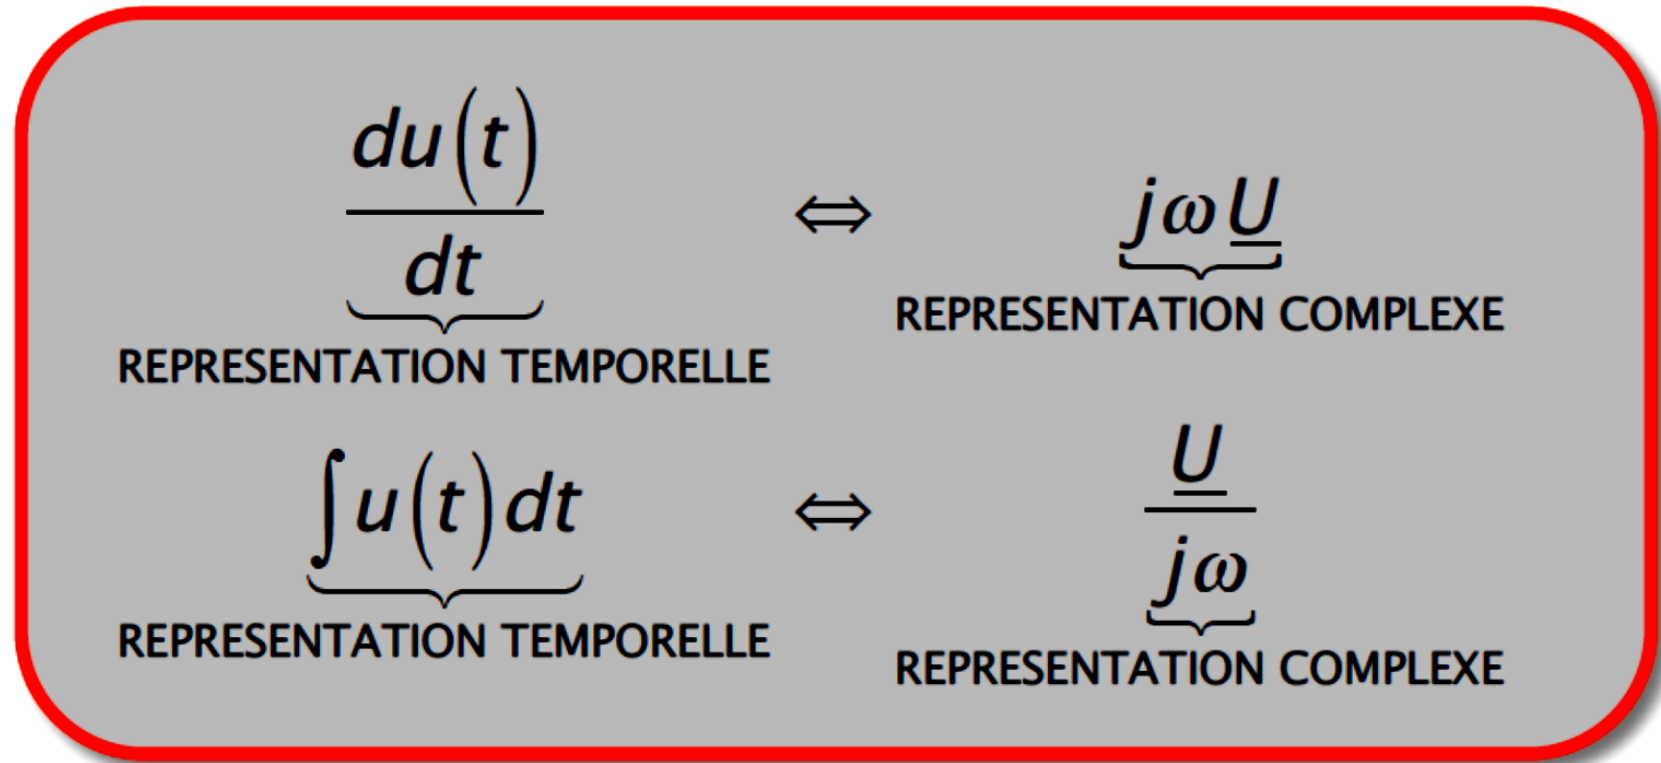 du(t)/dt ⇔ jωU̲
REPRESENTATION TEMPORELLE REPRESENTATION COMPLEXE
∫u(t)dt ⇔ U̲/jω
REPRESENTATION TEMPORELLE REPRESENTATION COMPLEXE